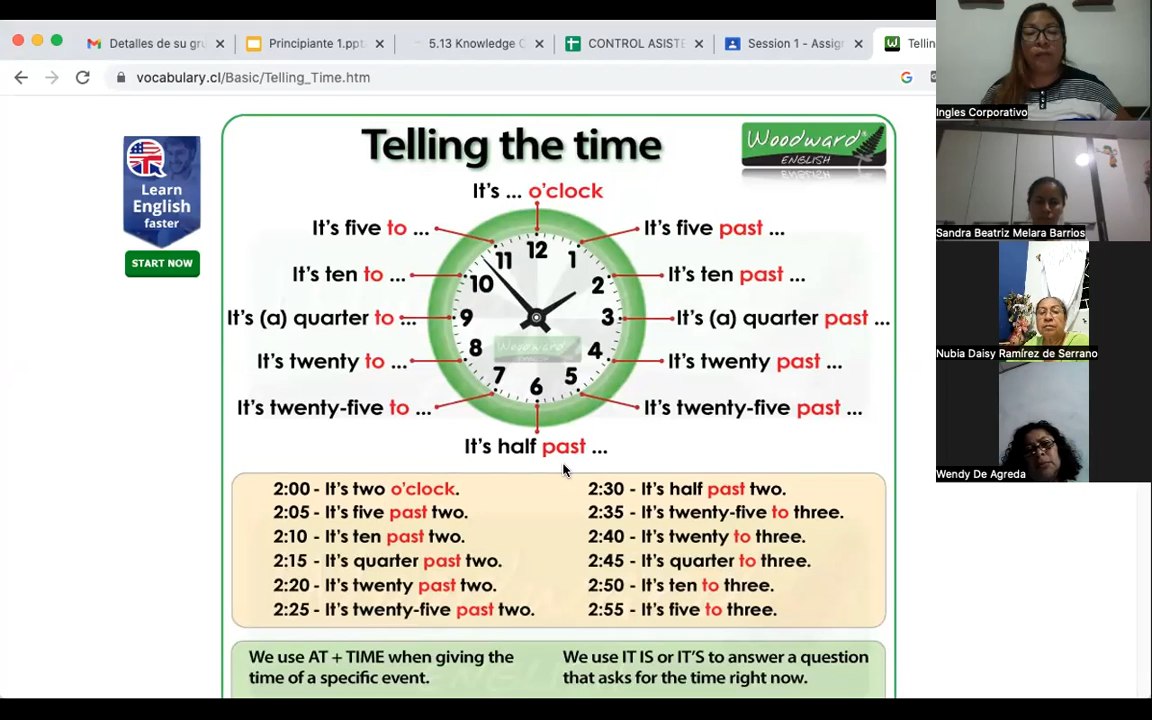 Detalles de su gru
Principiante 1.ppt
5.13 Knowledge C
CONTROL ASISTE
Session 1 - Assig
Tellin
vocabulary.cl/Basic/Telling_Time.htm
Ingles Corporativo
Sandra Beatriz Melara Barrios
Nubia Daisy Ramírez de Serrano
Wendy De Agreda
Learn
English
faster
START NOW
Telling the time
Woodward
ENGLISH
It's ... o'clock
It's five to ...
It's five past ...
It's ten to ...
It's ten past ...
It's (a) quarter to ...
It's (a) quarter past ...
It's twenty to ...
It's twenty past ...
It's twenty-five to ...
It's twenty-five past ...
It's half past ...
12
1
2
3
4
5
6
7
8
9
10
11
Woodward
2:00 - It's two o'clock.
2:05 - It's five past two.
2:10 - It's ten past two.
2:15 - It's quarter past two.
2:20 - It's twenty past two.
2:25 - It's twenty-five past two.
2:30 - It's half past two.
2:35 - It's twenty-five to three.
2:40 - It's twenty to three.
2:45 - It's quarter to three.
2:50 - It's ten to three.
2:55 - It's five to three.
We use AT + TIME when giving the
time of a specific event.
We use IT IS or IT'S to answer a question
that asks for the time right now.